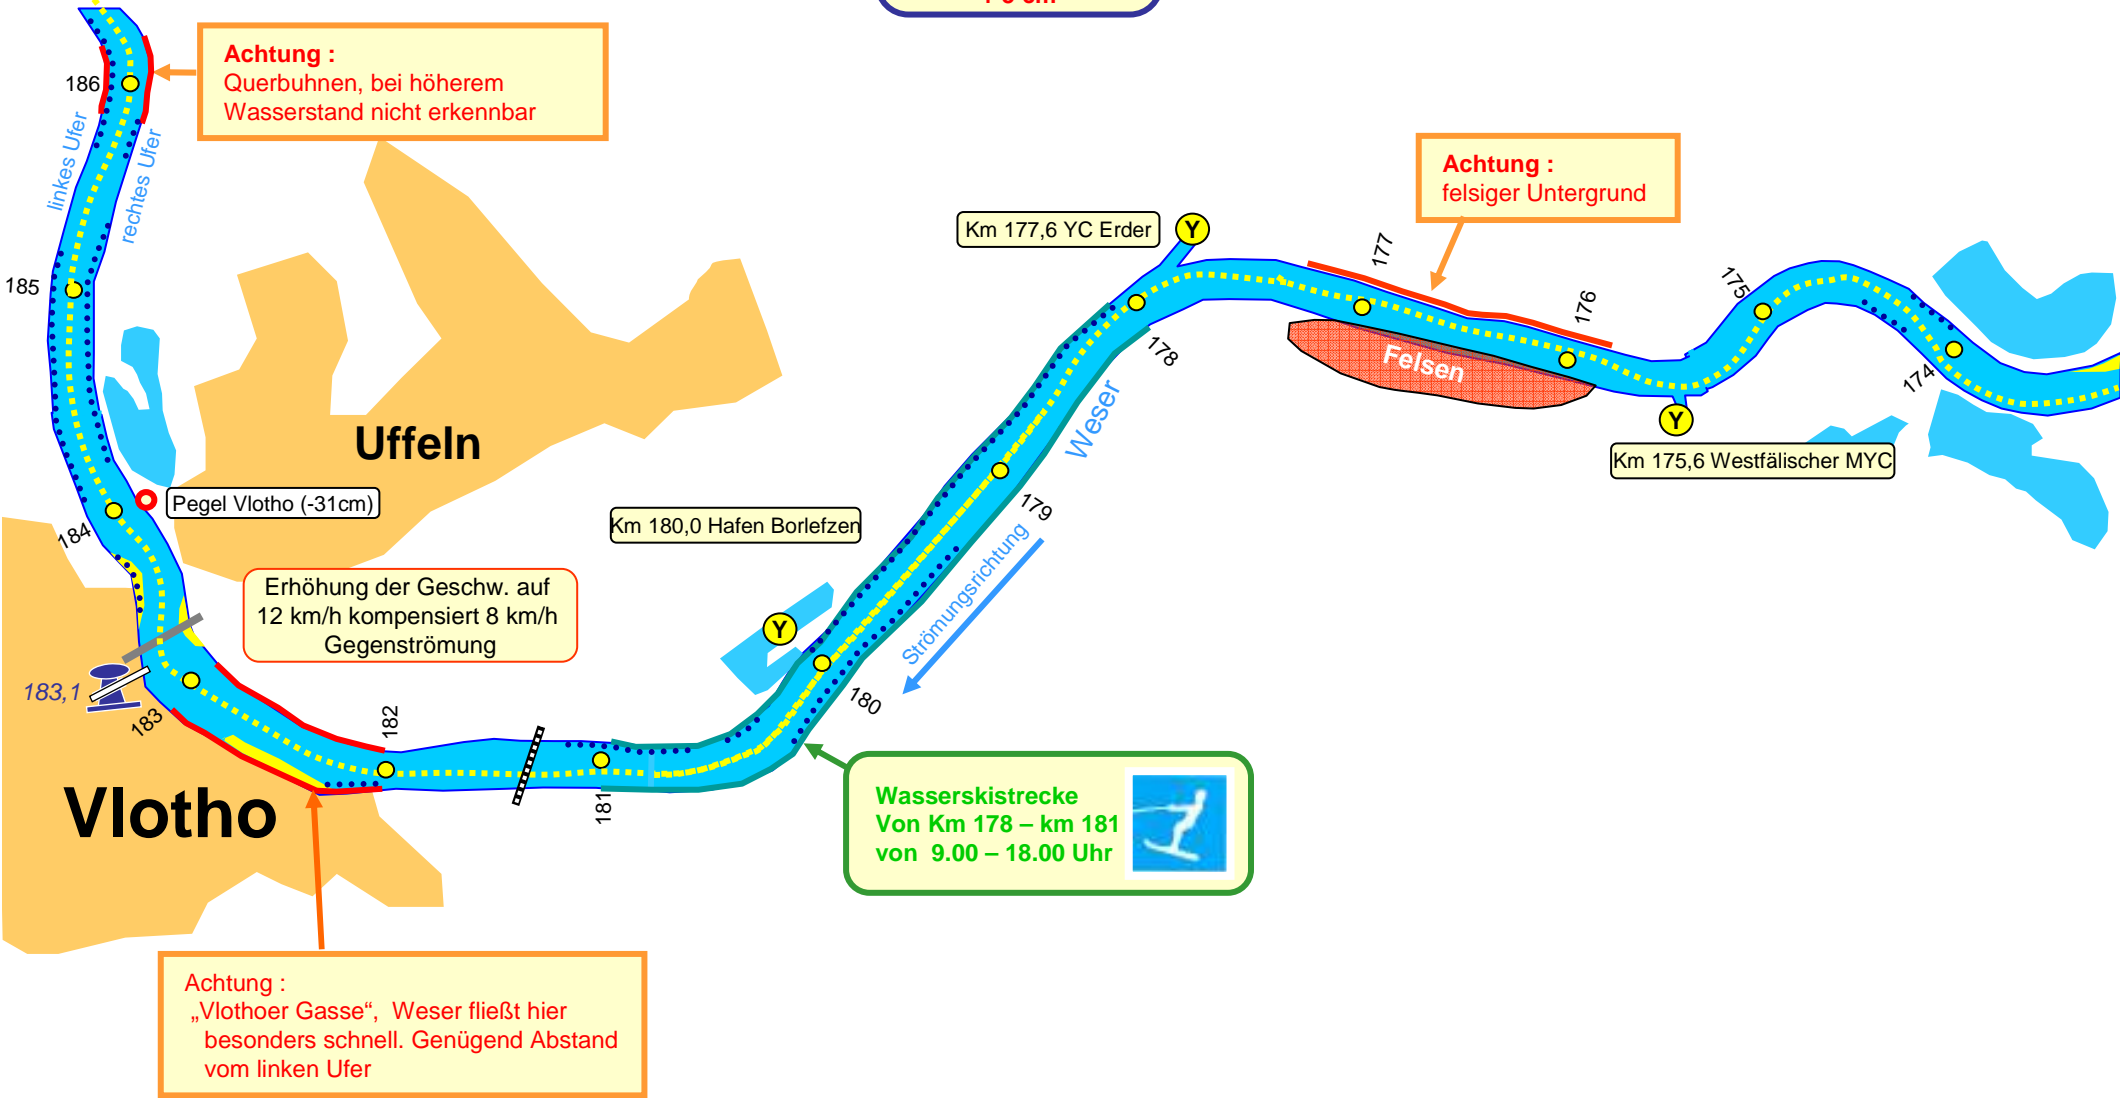 Achtung :
Querbuhnen, bei höherem
Wasserstand nicht erkennbar
186
linkes Ufer
rechtes Ufer
185
Uffeln
Pegel Vlotho (-31cm)
184
Erhöhung der Geschw. auf
12 km/h kompensiert 8 km/h
Gegenströmung
183,1
183
182
181
Vlotho
Achtung :
„Vlothoer Gasse“, Weser fließt hier
besonders schnell. Genügend Abstand
vom linken Ufer
Km 180,0 Hafen Borlefzen
Y
180
Wasserskistrecke
Von Km 178 – km 181
von 9.00 – 18.00 Uhr
Strömungsrichtung
179
Weser
178
Km 177,6 YC Erder
Y
Achtung :
felsiger Untergrund
177
176
Felsen
175
Y
Km 175,6 Westfälischer MYC
174